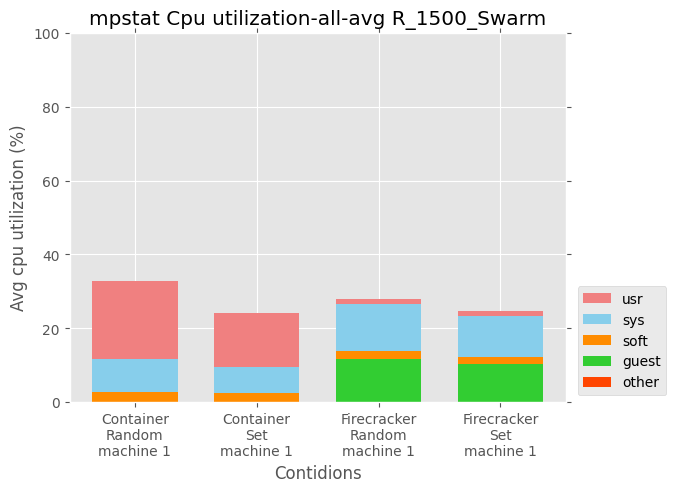 mpstat Cpu utilization-all-avg R_1500_Swarm
100
80
60
40
20
0
Avg cpu utilization (%)
usr
sys
soft
guest
other
Container
Random
machine 1
Container
Set
machine 1
Firecracker
Random
machine 1
Firecracker
Set
machine 1
Contidions